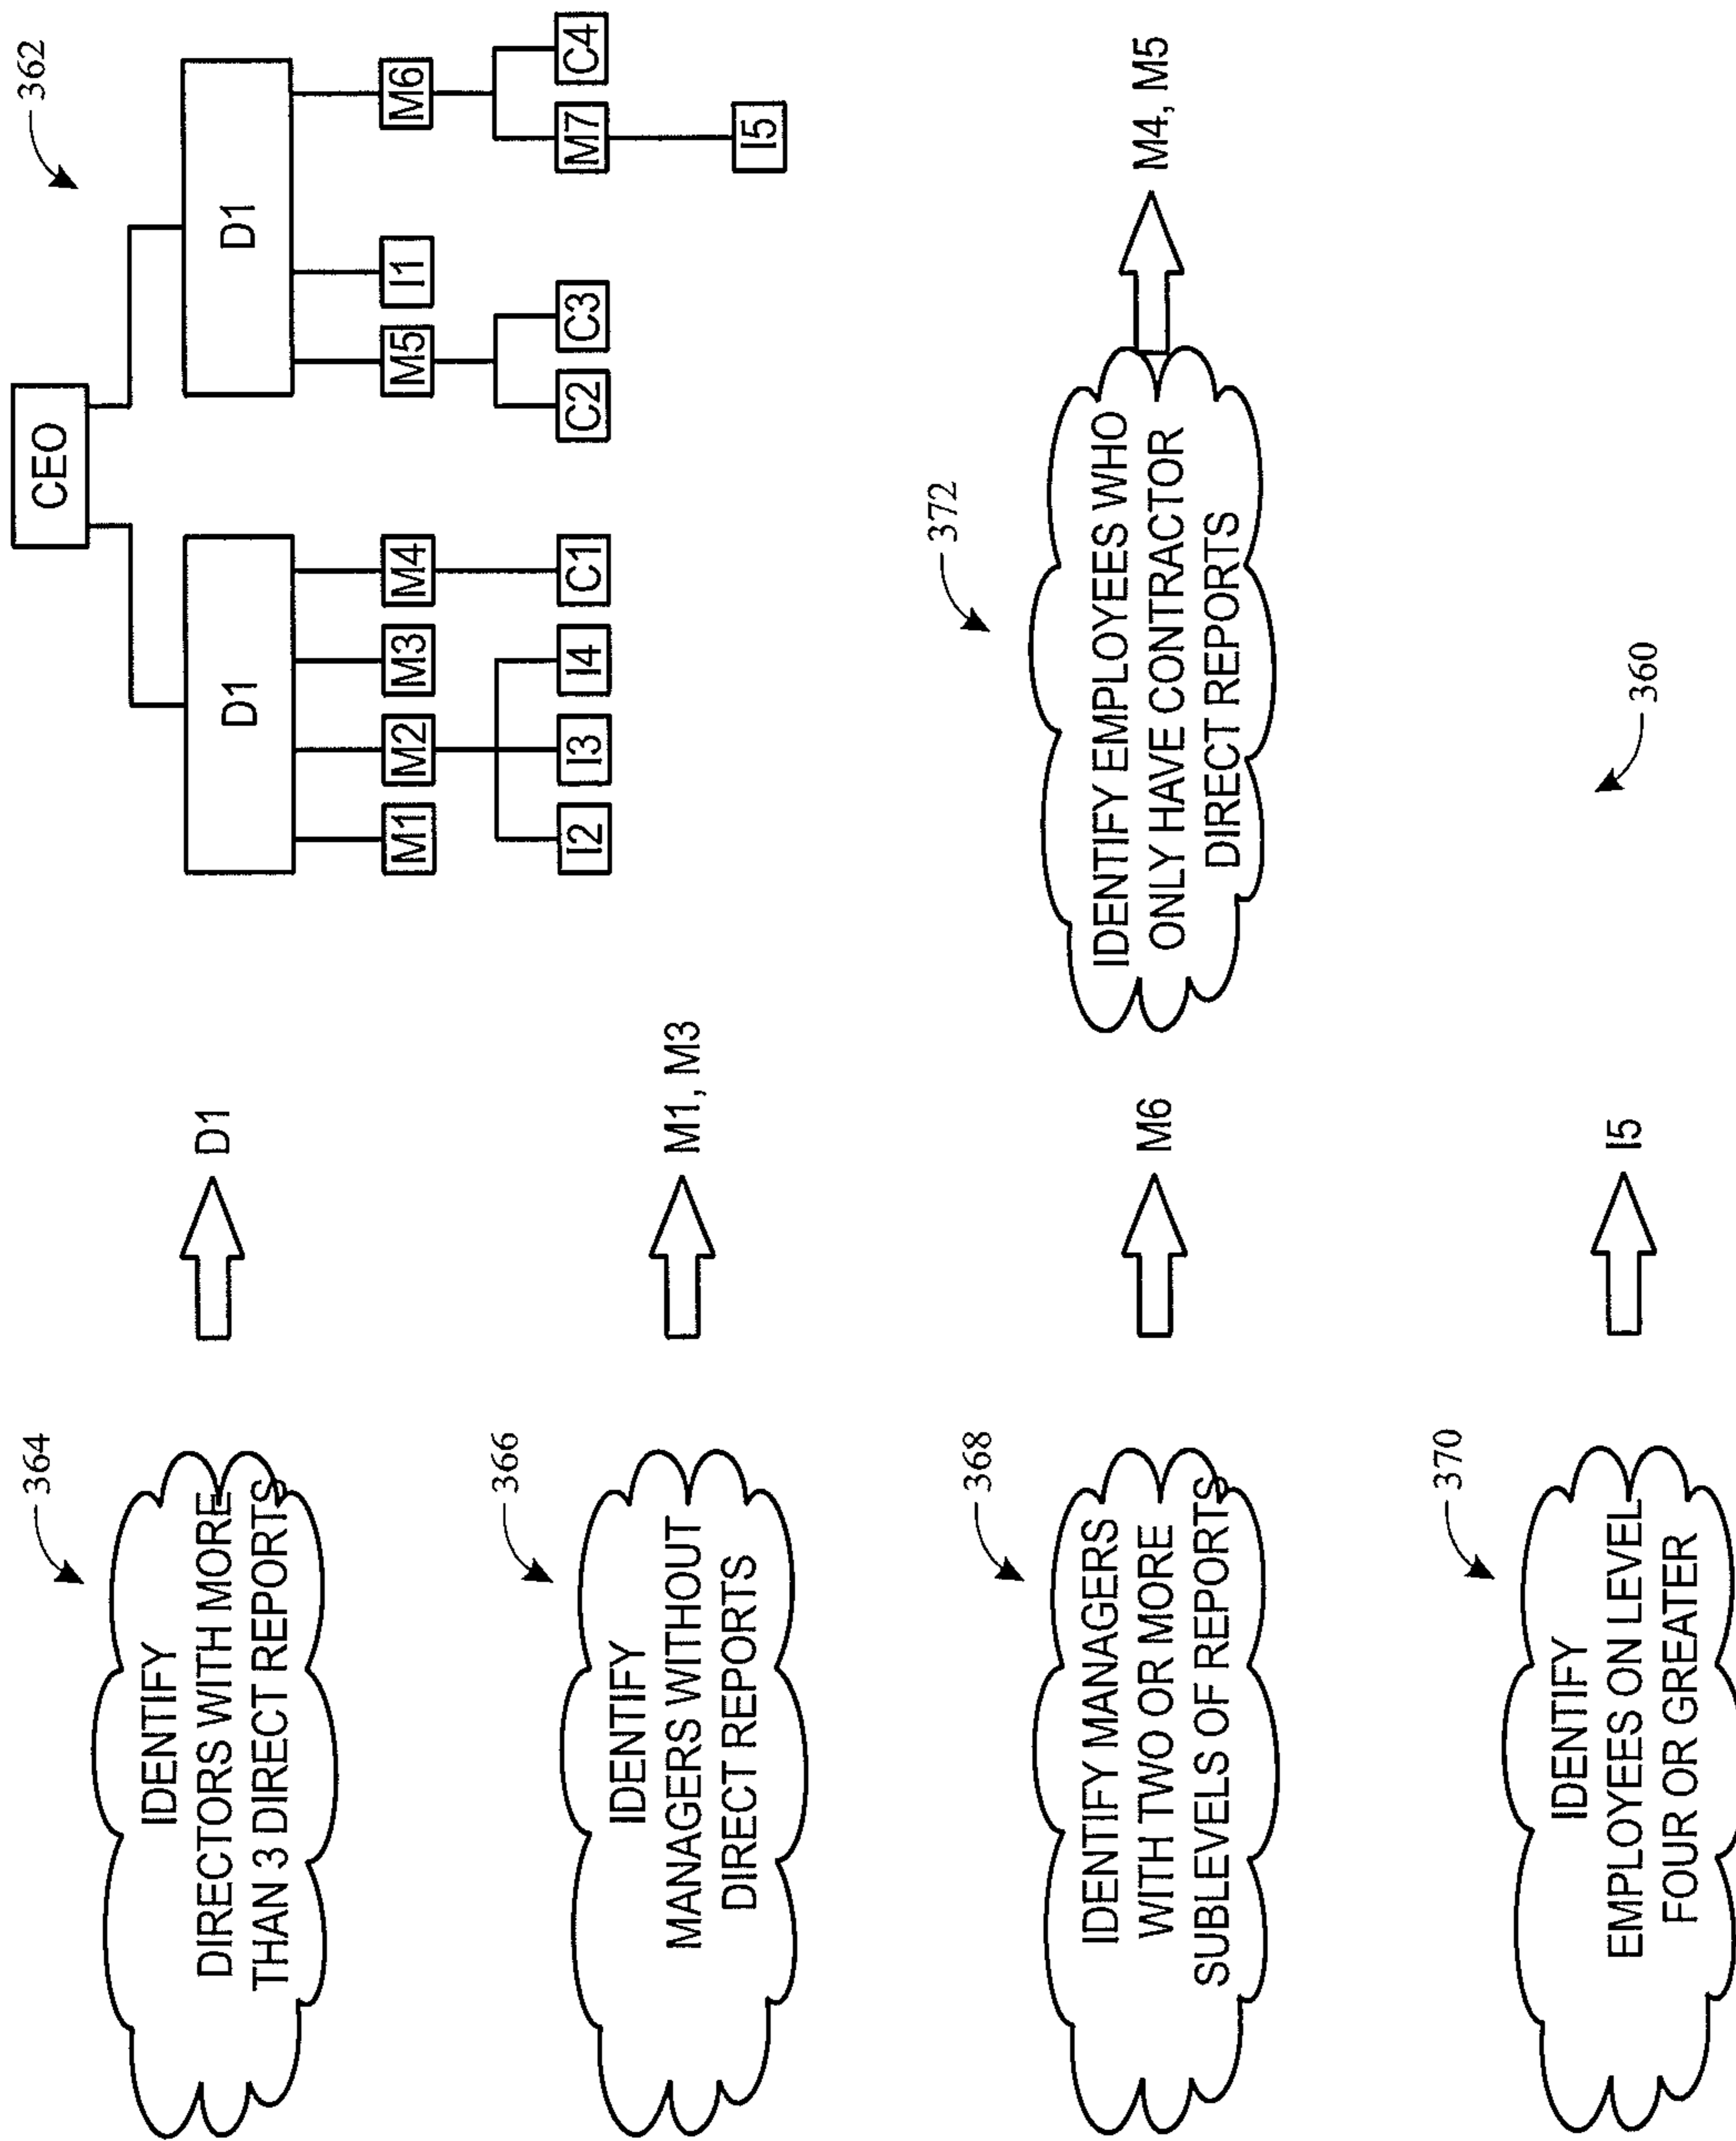 362
CEO
D1
D1
M1
M2
M3
M4
M5
I1
M6
I2
I3
I4
C1
C2
C3
M7
C4
I5
364
IDENTIFY
DIRECTORS WITH MORE
THAN 3 DIRECT REPORTS
D1
366
IDENTIFY
MANAGERS WITHOUT
DIRECT REPORTS
M1, M3
368
IDENTIFY MANAGERS
WITH TWO OR MORE
SUBLEVELS OF REPORTS
M6
372
IDENTIFY EMPLOYEES WHO
ONLY HAVE CONTRACTOR
DIRECT REPORTS
M4, M5
370
IDENTIFY
EMPLOYEES ON LEVEL
FOUR OR GREATER
I5
360